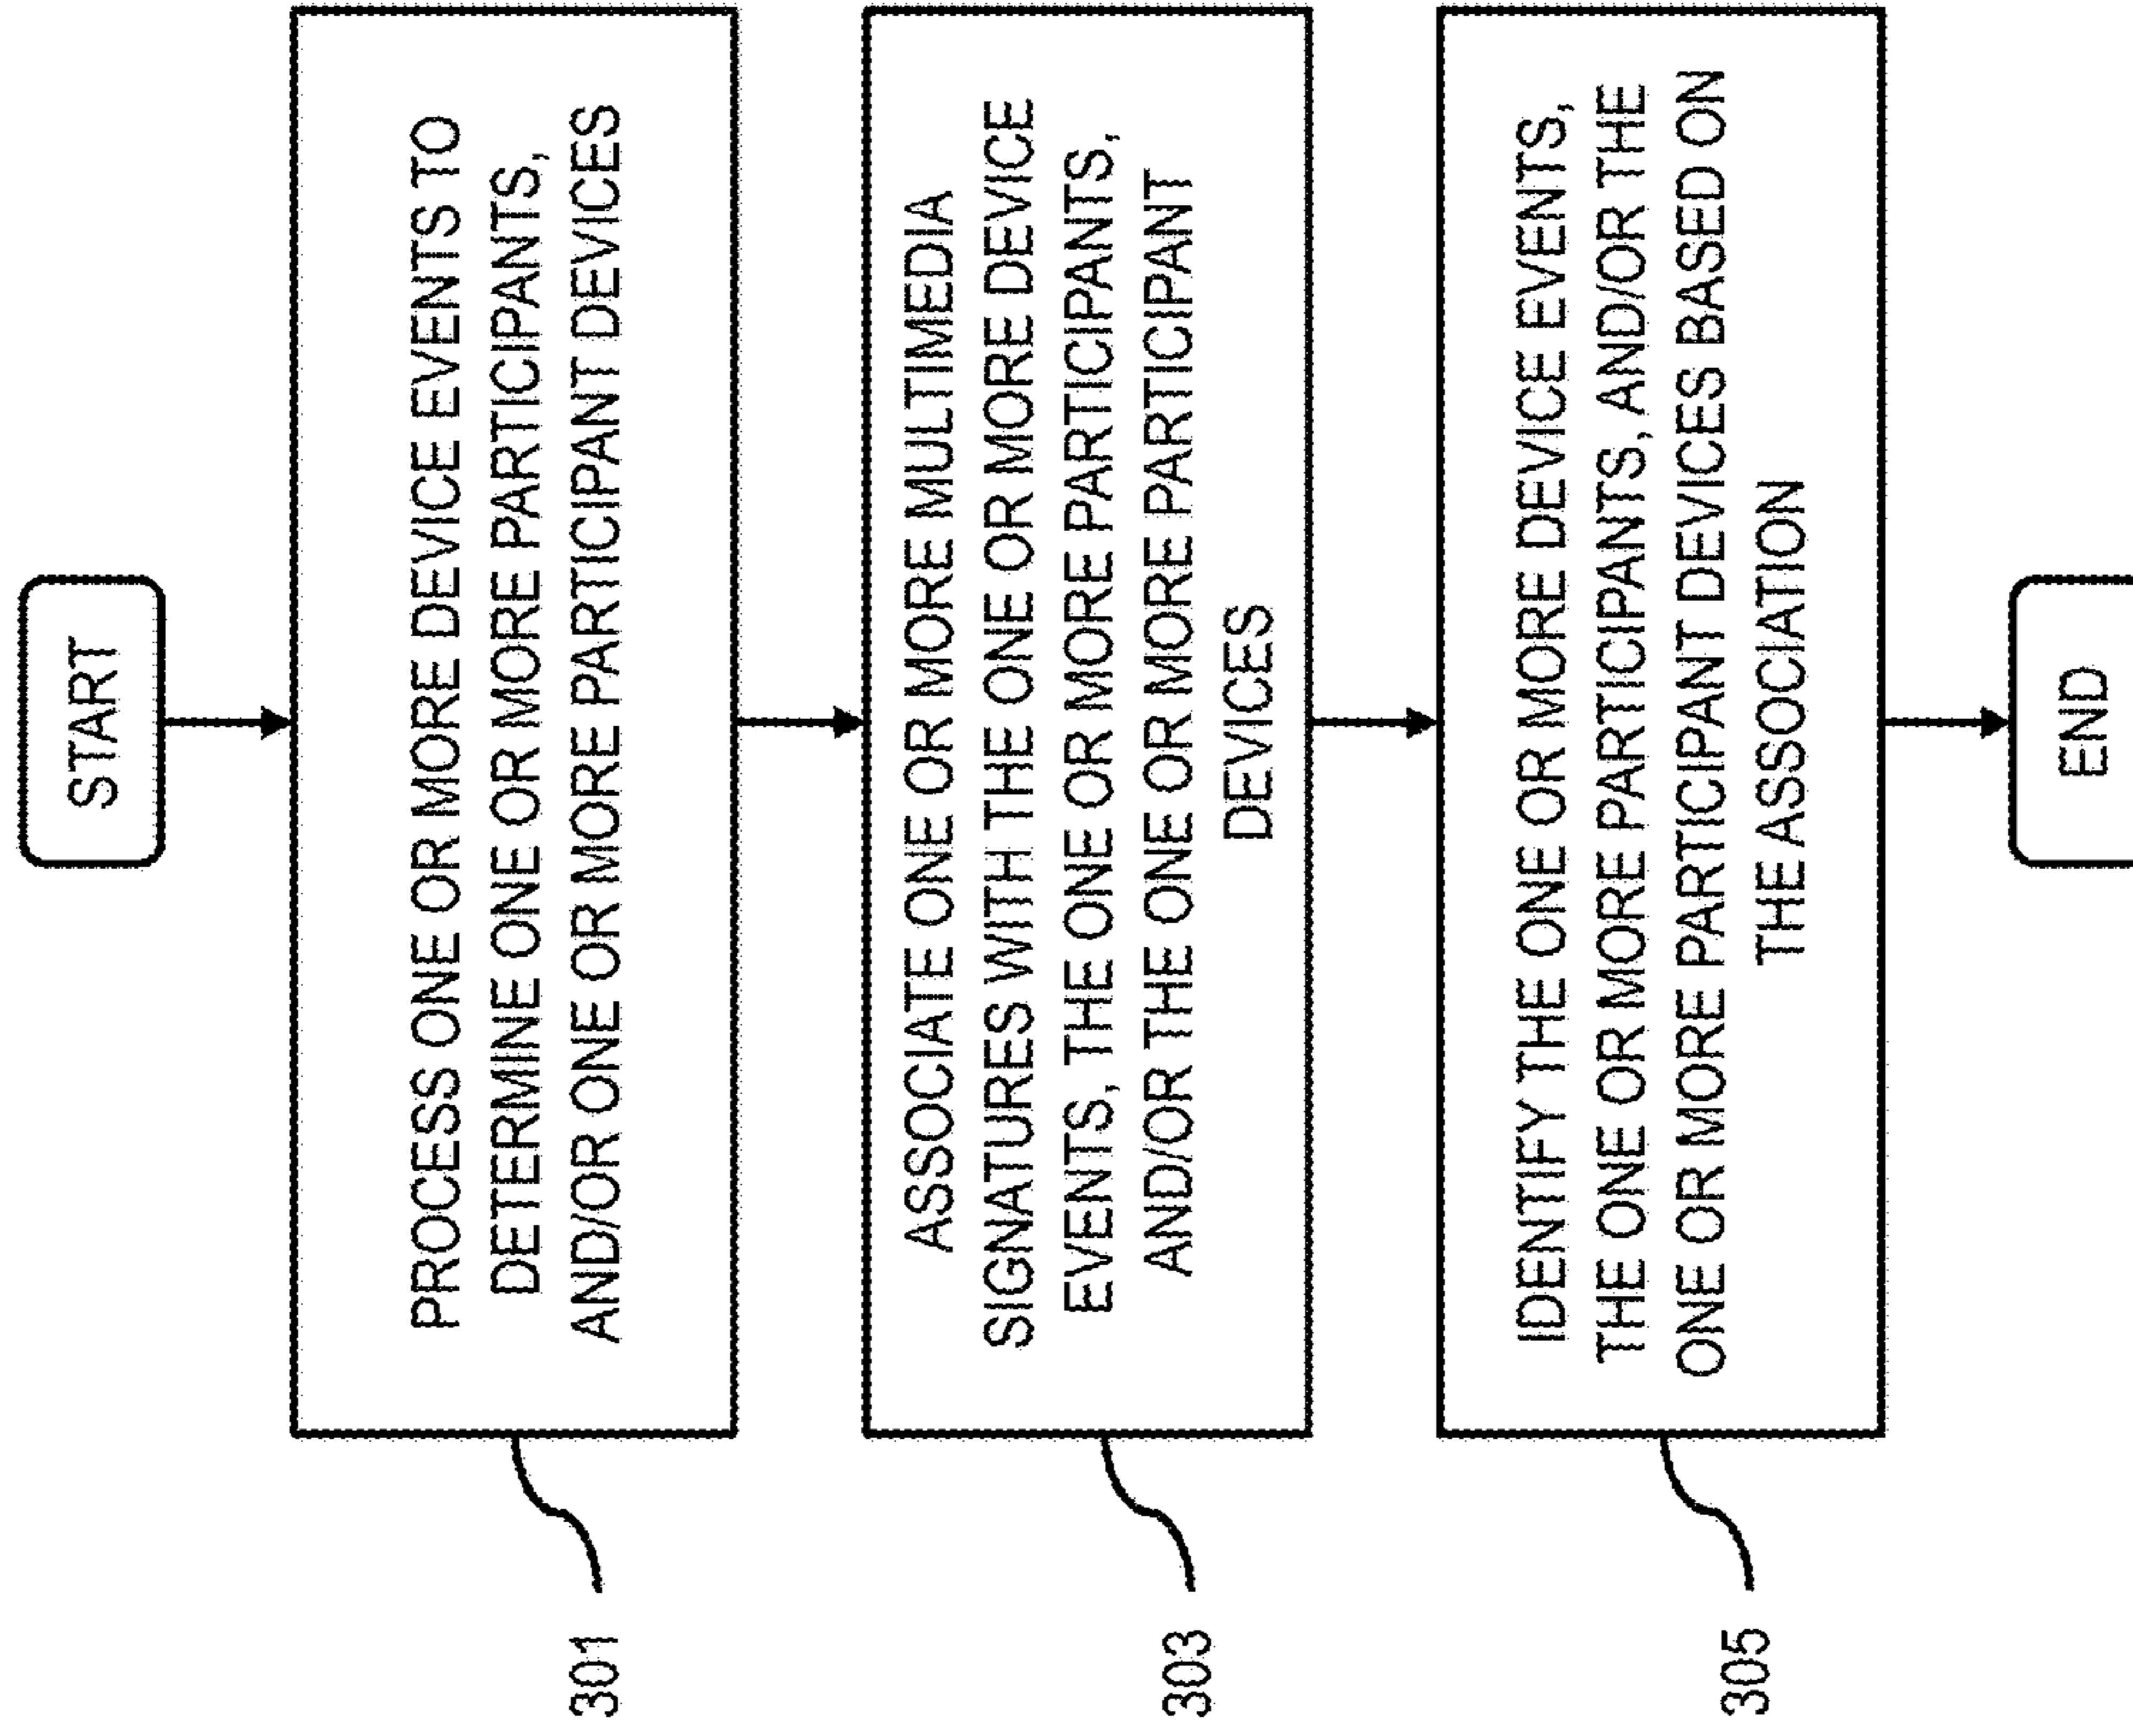 START
PROCESS ONE OR MORE DEVICE EVENTS TO
DETERMINE ONE OR MORE PARTICIPANTS,
AND/OR ONE OR MORE PARTICIPANT DEVICES
301
ASSOCIATE ONE OR MORE MULTIMEDIA
SIGNATURES WITH THE ONE OR MORE DEVICE
EVENTS, THE ONE OR MORE PARTICIPANTS,
AND/OR THE ONE OR MORE PARTICIPANT
DEVICES
303
IDENTIFY THE ONE OR MORE DEVICE EVENTS,
THE ONE OR MORE PARTICIPANTS, AND/OR THE
ONE OR MORE PARTICIPANT DEVICES BASED ON
THE ASSOCIATION
305
END